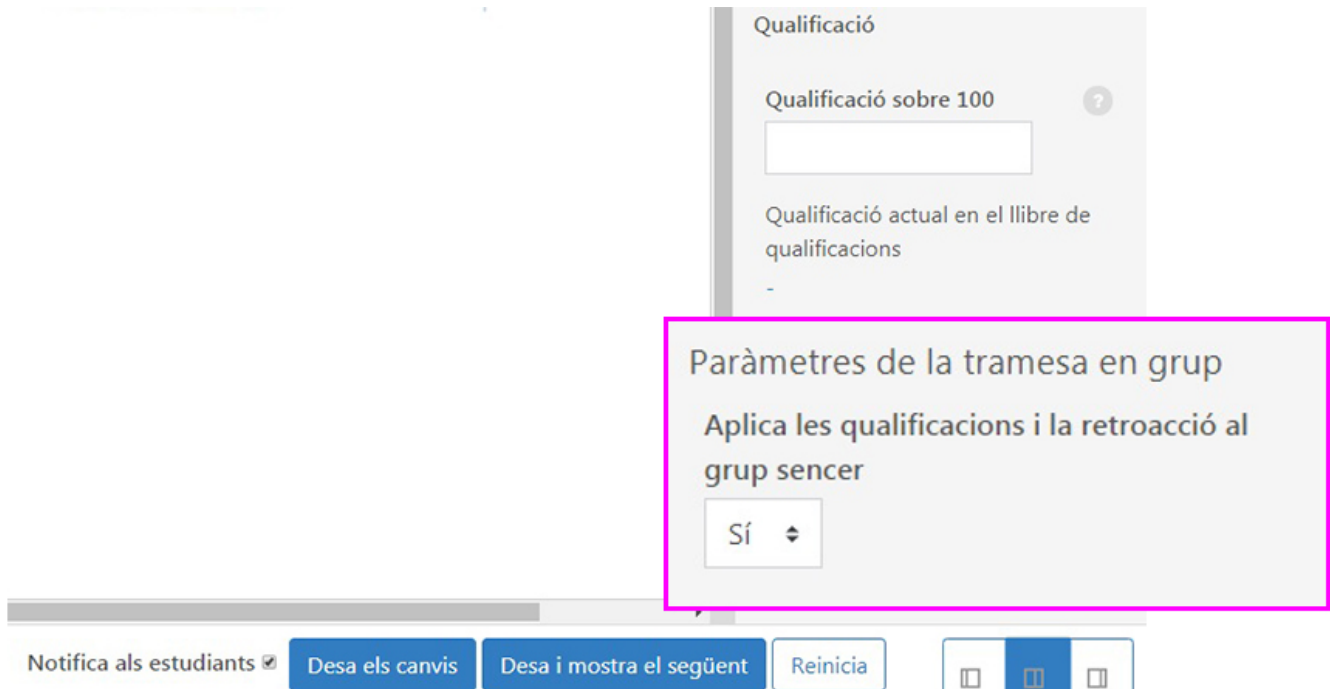 Qualificació
Qualificació sobre 100
?
Qualificació actual en el llibre de
qualificacions
-
Paràmetres de la tramesa en grup
Aplica les qualificacions i la retroacció al
grup sencer
Sí
Notifica als estudiants
Desa els canvis
Desa i mostra el següent
Reinicia